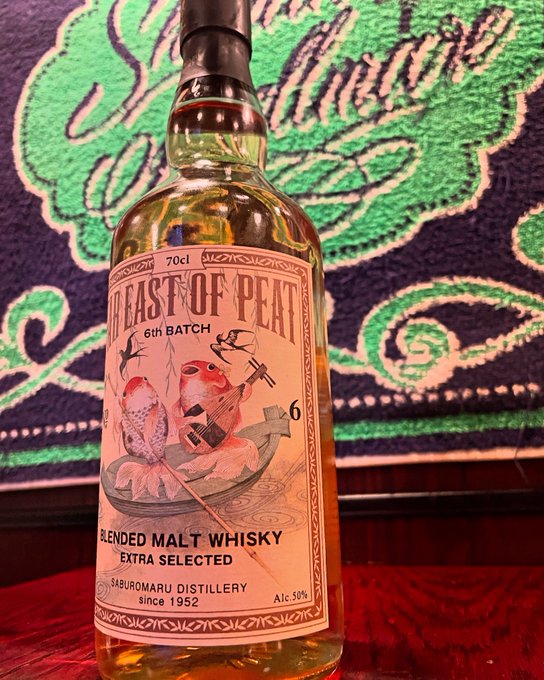 70cl
R EAST OF PEAT
6th BATCH
6
BLENDED MALT WHISKY
EXTRA SELECTED
SABUROMARU DISTILLERY
since 1952
Alc.50%